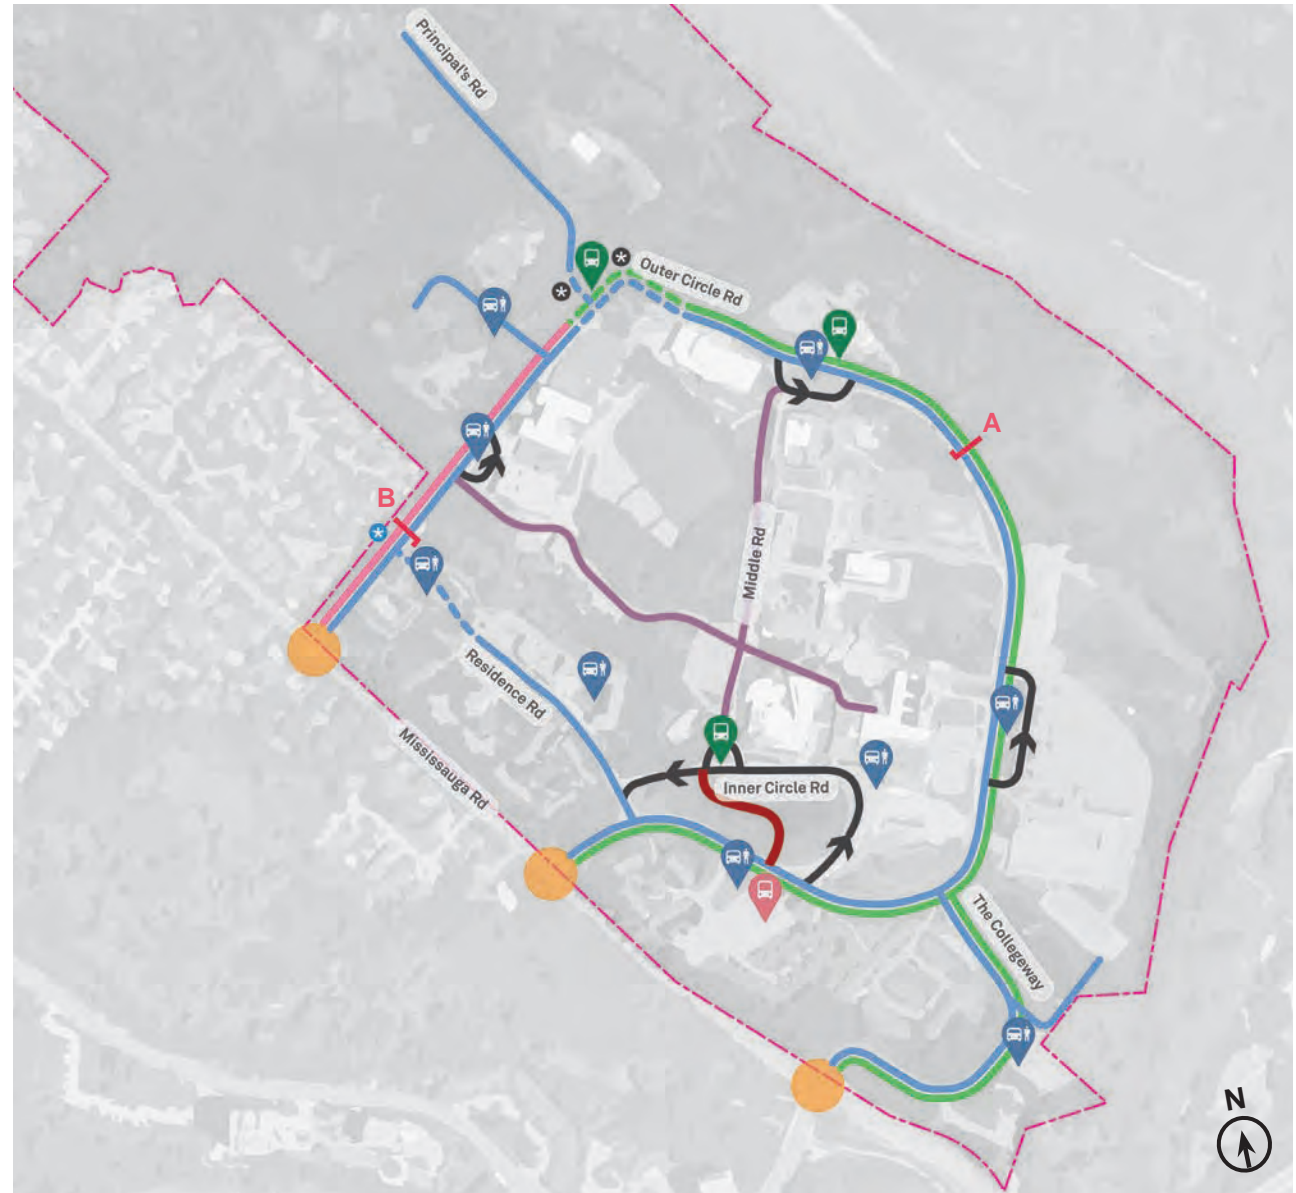 Principal's Rd
*
Outer Circle Rd
*
A
B
*
Middle Rd
Residence Rd
Mississauga Rd
Inner Circle Rd
The Collegeway
N